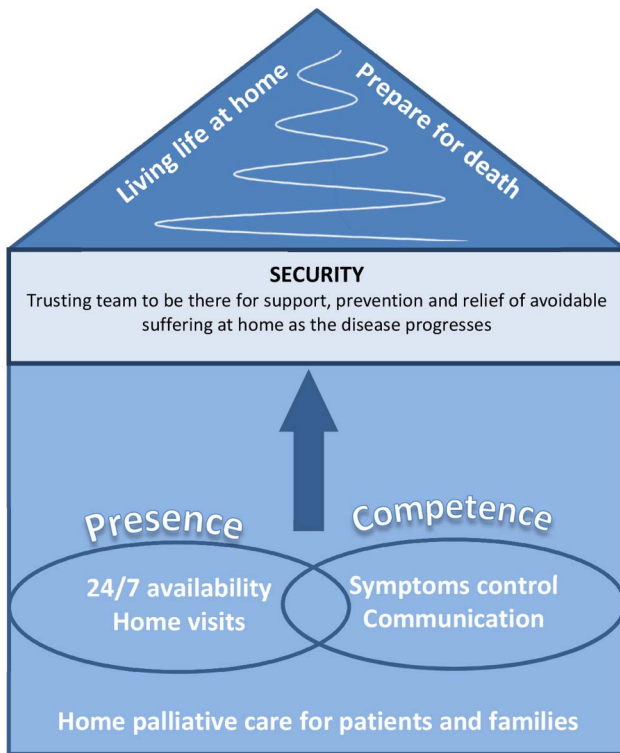 Living life at home
Prepare for death
SECURITY
Trusting team to be there for support, prevention and relief of avoidable
suffering at home as the disease progresses
Presence
24/7 availability
Home visits
Competence
Symptoms control
Communication
Home palliative care for patients and families